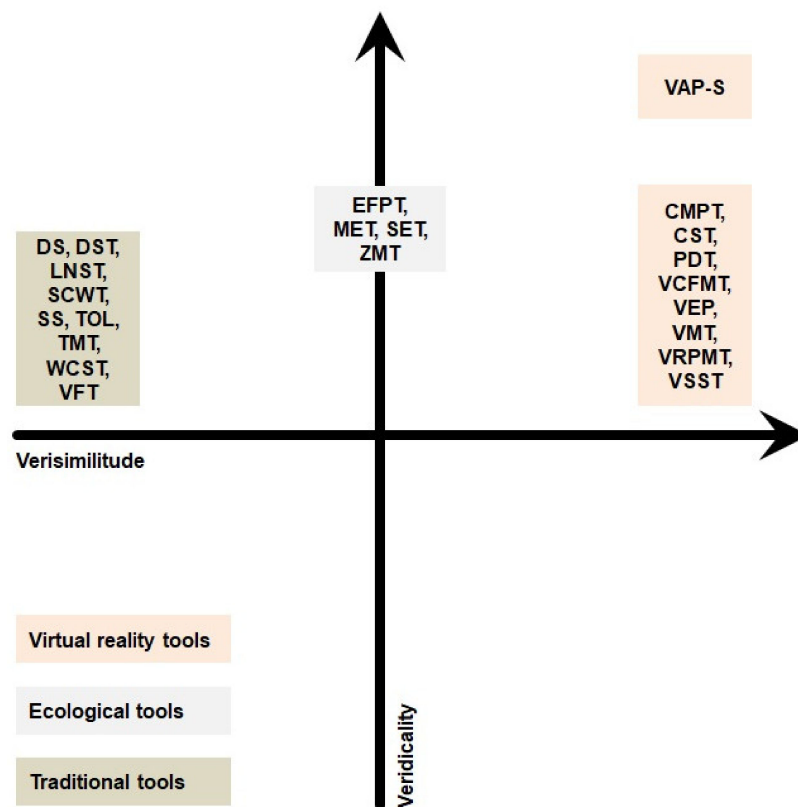 VAP-S
EFPT,
MET, SET,
ZMT
DS, DST,
LNST,
SCWT,
SS, TOL,
TMT,
WCST,
VFT
CMPT,
CST,
PDT,
VCFMT,
VEP,
VMT,
VRPMT,
VSST
Verisimilitude
Virtual reality tools
Ecological tools
Traditional tools
Veridicality